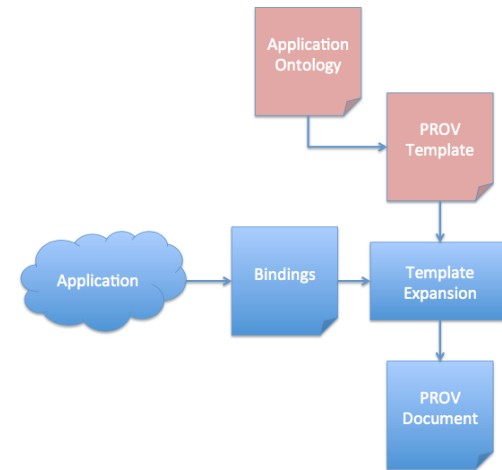 Application
Ontology
PROV
Template
Application
Bindings
Template
Expansion
PROV
Document